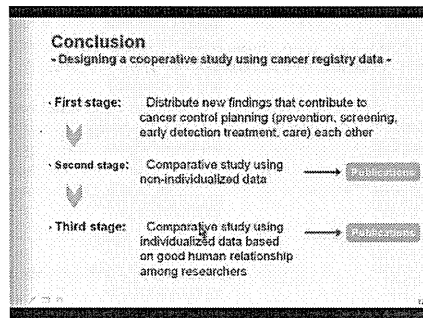 Conclusion
- Designing a cooperative study using cancer registry data -
· First stage: Distribute new findings that contribute to
cancer control planning (prevention, screening,
early detection treatment, care) each other
· Second stage: Comparative study using
non-individualized data
Publications
· Third stage: Comparative study using
individualized data based
on good human relationship
among researchers
Publications